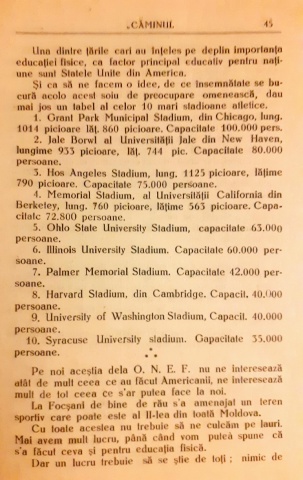 „CĂMINUL
45
Una dintre țările cari au înțeles pe deplin importanța
educației fizice, ca factor principal educativ pentru nați-
une sunt Statele Unite din America.
Și ca să ne facem o idee, de ce însemnătate se bu-
cură acolo acest soiu de preocupare omenească, dau
mai jos un tabel al celor 10 mari stadioane atletice.
1. Grant Park Municipal Stadium, din Chicago, lung.
1014 picioare lăț. 860 picioare. Capacitate 100,000 pers.
2. Jale Borwl al Universității Jale din New Haven,
lungime 933 picioare, lăț. 744 pic. Capacitate 80.000
persoane.
3. Hos Angeles Stadium, lung. 1125 picioare, lățime
790 picioare. Capacitate 75.000 persoane.
4. Memorial Stadium, al Universității California din
Berketey, lung. 760 picioare, lățime 563 picioare. Capa-
citate 72.800 persoane.
5. Ohlo State University Stadium, capacitate 63.000
persoane.
6. Illinois University Stadium. Capacitate 60.000 per-
soane.
7. Palmer Memorial Stadium. Capacitate 42.000 per-
soane.
8. Harvard Stadium, din Cambridge. Capacit. 40.000
persoane.
9. University of Washington Stadium, Capacit. 40.000
persoane.
10. Syracuse University stadium. Capacitate 35.000
persoane.
Pe noi aceștia dela O. N. E. F. nu ne interesează
atât de mult ceea ce au făcut Americanii, ne interesează
mult de tot ceea ce s'ar putea face la noi.
La Focșani de bine de rău s'a amenajat un teren
sportiv care poate este al II-lea din toată Moldova.
Cu toate acestea nu trebuie să ne culcăm pe lauri.
Mai avem mult lucru, până când vom putea spune că
s'a făcut ceva și pentru educația fizică.
Dar un lucru trebuie să se știe de toți; nimic de